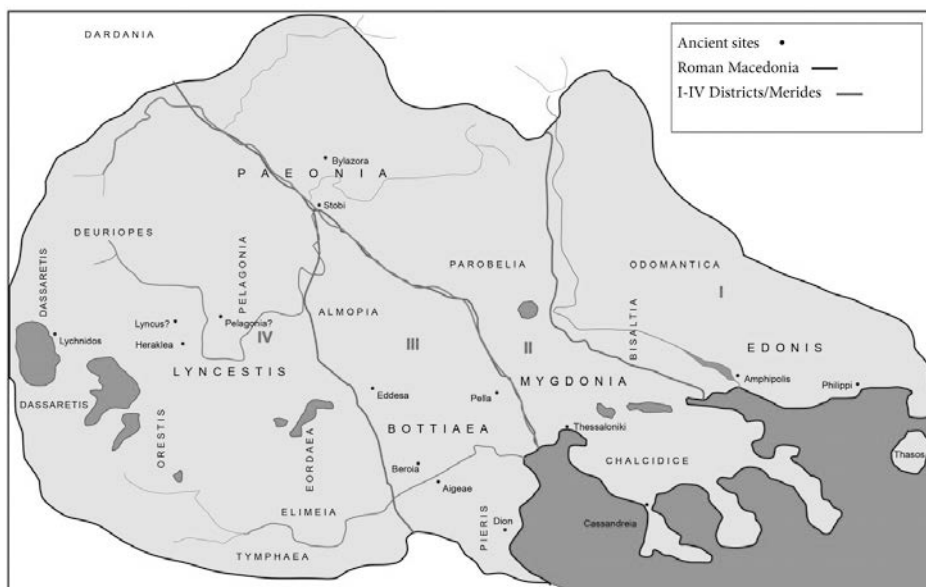 DARDANIA
Ancient sites
Roman Macedonia
I-IV Districts/Merides
Bylazora
PAEONIA
Stobi
DEURIOPES
PELAGONIA
DASSARETIS
PAROBELIA
ODOMANTICA
I
ALMOPIA
BISALTIA
Lyncus?
Pelagonia?
Lychnidos
Heraklea
IV
III
II
EDONIS
LYNCESTIS
MYGDONIA
Amphipolis
Philippi
DASSARETIS
Eddesa
Pella
ORESTIS
EORDAEA
BOTTIAEA
Thessaloniki
Thasos
Beroia
CHALCIDICE
Aigeae
ELIMEIA
PIERIS
Dion
Cassandreia
TYMPHAEA